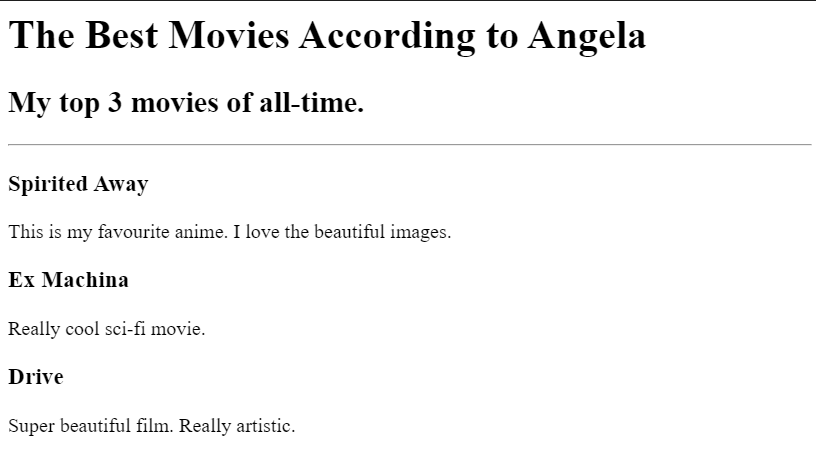 The Best Movies According to Angela
My top 3 movies of all-time.
Spirited Away
This is my favourite anime. I love the beautiful images.
Ex Machina
Really cool sci-fi movie.
Drive
Super beautiful film. Really artistic.